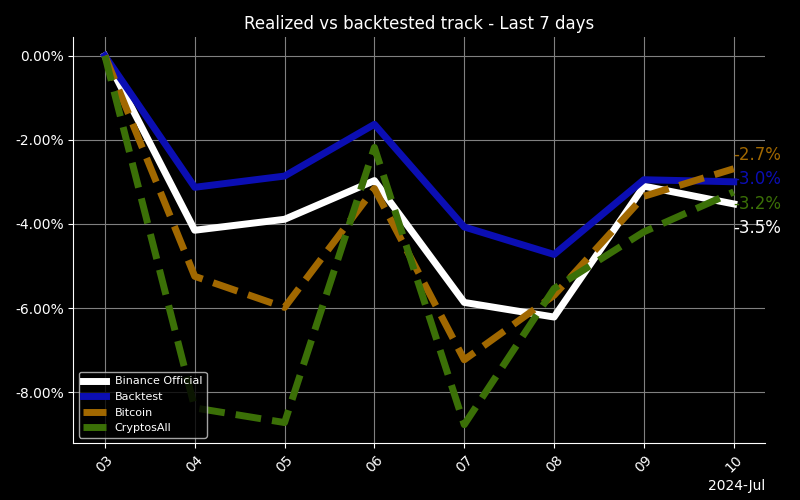 Realized vs backtested track - Last 7 days
0.00%
-2.00%
-4.00%
-6.00%
-8.00%
-2.7%
-3.0%
-3.2%
-3.5%
Binance Official
Backtest
Bitcoin
CryptosAll
03 04 05 06 07 08 09 10
2024-Jul